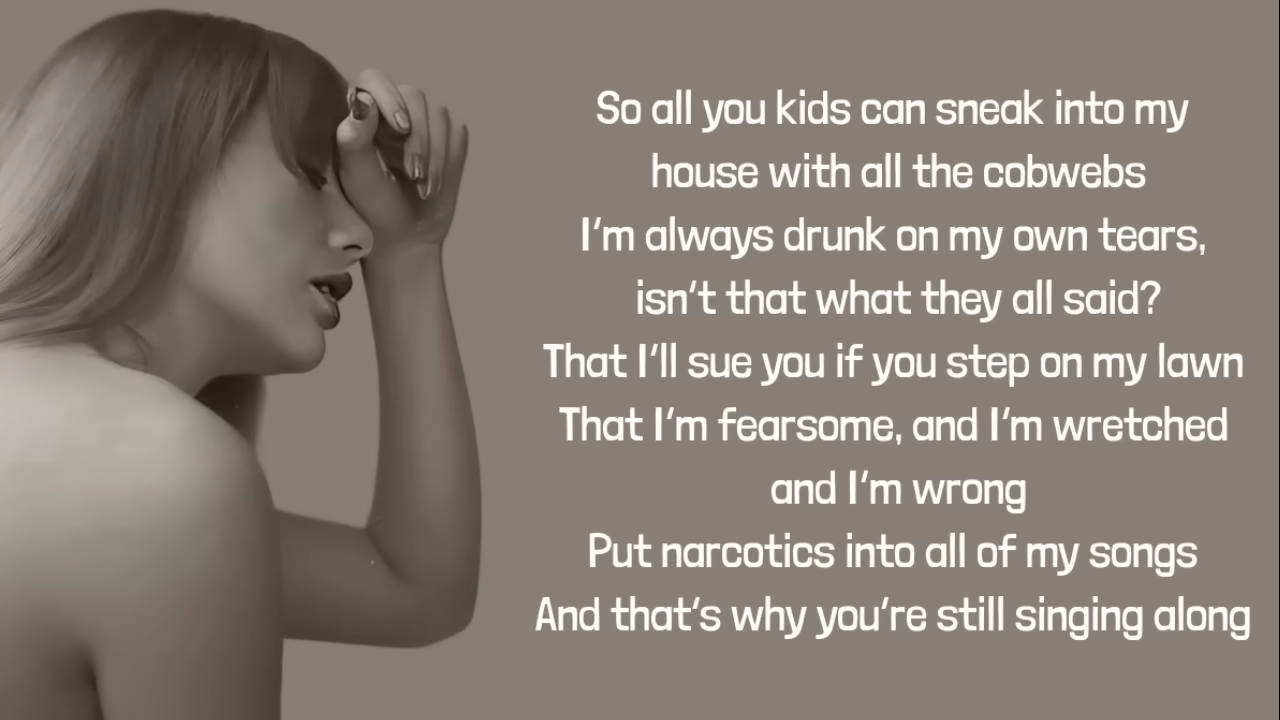 So all you kids can sneak into my
house with all the cobwebs
I'm always drunk on my own tears,
isn't that what they all said?
That I'll sue you if you step on my lawn
That I'm fearsome, and I'm wretched
and I'm wrong
Put narcotics into all of my songs
And that's why you're still singing along